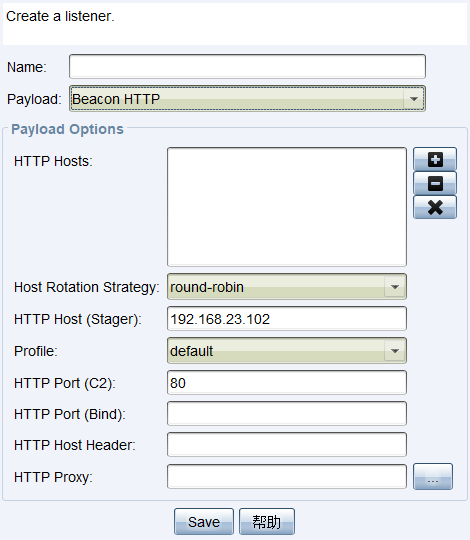 Create a listener.
Name:
Payload: Beacon HTTP
Payload Options
HTTP Hosts:
Host Rotation Strategy: round-robin
HTTP Host (Stager): 192.168.23.102
Profile: default
HTTP Port (C2): 80
HTTP Port (Bind):
HTTP Host Header:
HTTP Proxy: ...
Save 帮助